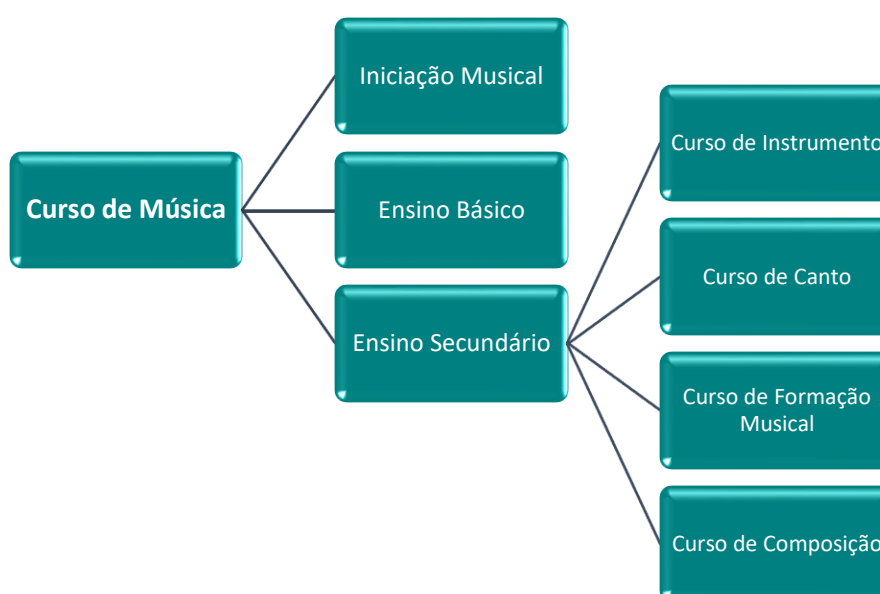 Curso de Música
Iniciação Musical
Ensino Básico
Ensino Secundário
Curso de Instrumento
Curso de Canto
Curso de Formação
Musical
Curso de Composição